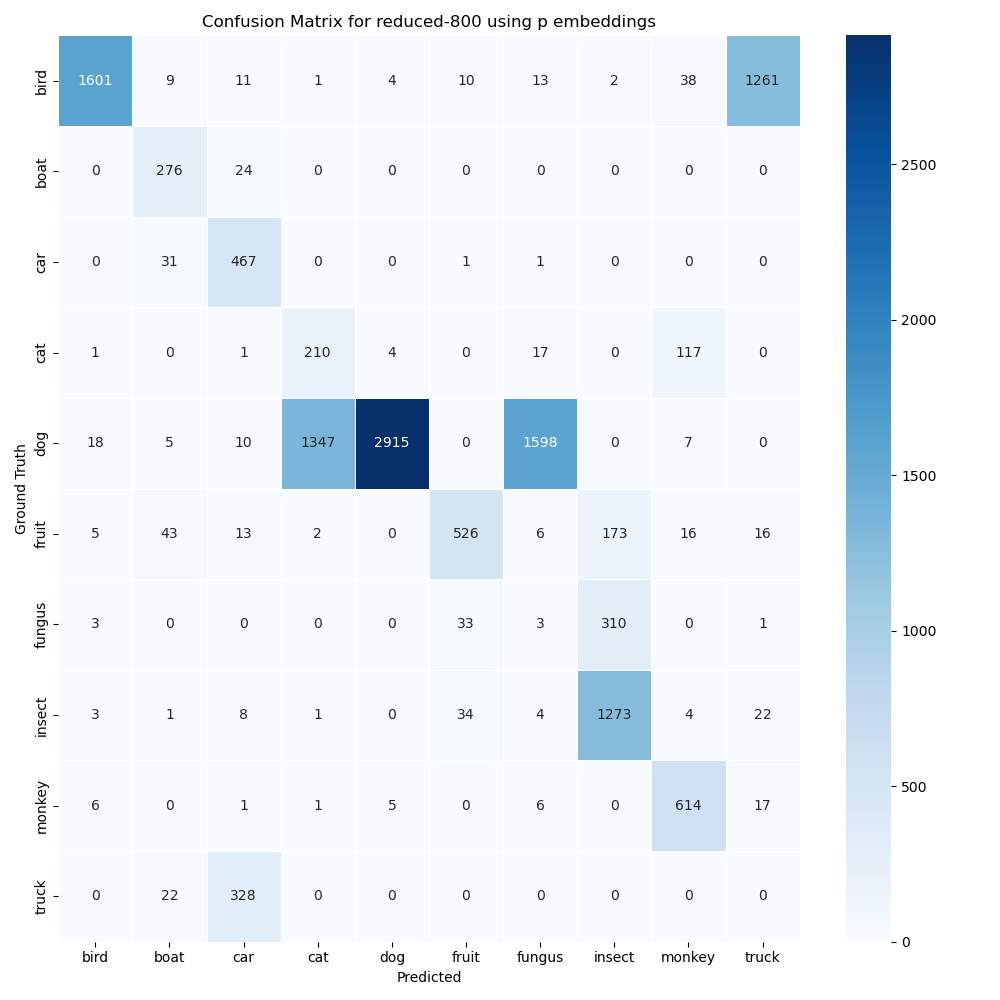 Confusion Matrix for reduced-800 using p embeddings
bird 1601 9 11 1 4 10 13 2 38 1261
boat 0 276 24 0 0 0 0 0 0 0
car 0 31 467 0 0 1 1 0 0 0
cat 1 0 1 210 4 0 17 0 117 0
dog 18 5 10 1347 2915 0 1598 0 7 0
Ground Truth
fruit 5 43 13 2 0 526 6 173 16 16
fungus 3 0 0 0 0 33 3 310 0 1
insect 3 1 8 1 0 34 4 1273 4 22
monkey 6 0 1 1 5 0 6 0 614 17
truck 0 22 328 0 0 0 0 0 0 0
bird boat car cat dog fruit fungus insect monkey truck
Predicted
2500
2000
1500
1000
500
0